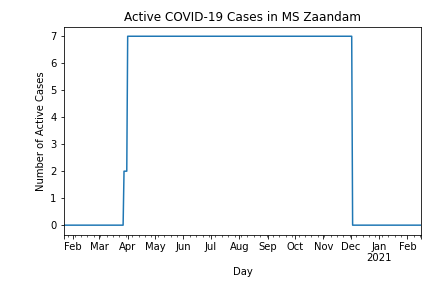 Active COVID-19 Cases in MS Zaandam
Number of Active Cases
7
6
5
4
3
2
1
0
Feb Mar Apr May Jun Jul Aug Sep Oct Nov Dec Jan Feb
2021
Day